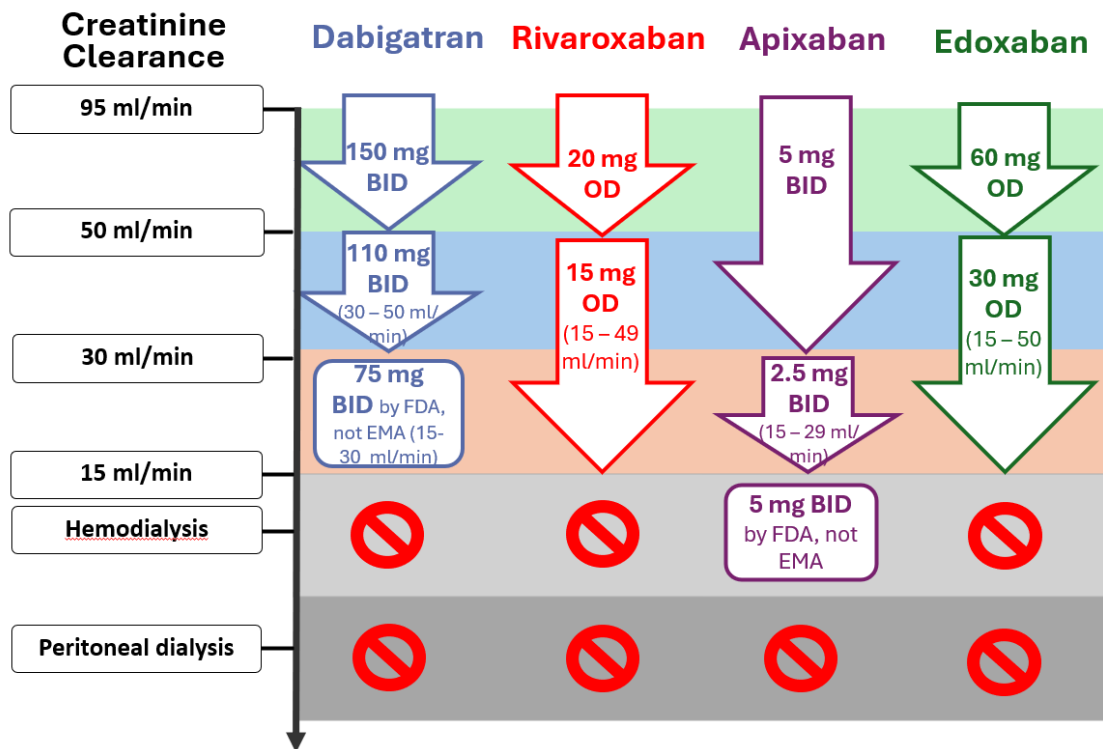 Creatinine
Clearance
Dabigatran
Rivaroxaban
Apixaban
Edoxaban
95 ml/min
150 mg
BID
20 mg
OD
5 mg
BID
60 mg
OD
50 ml/min
110 mg
BID
(30 – 50 ml/
min)
15 mg
OD
(15 – 49
ml/min)
30 mg
OD
(15 – 50
ml/min)
30 ml/min
75 mg
BID by FDA,
not EMA (15-
30 ml/min)
2.5 mg
BID
(15 – 29 ml/
min)
15 ml/min
Hemodialysis
5 mg BID
by FDA, not
EMA
Peritoneal dialysis